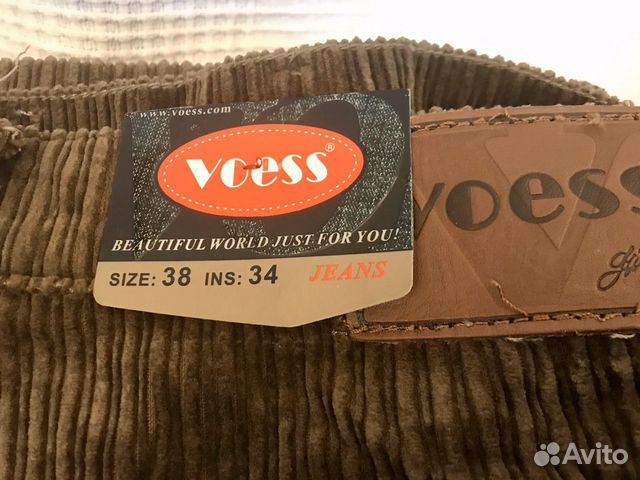 www.voess.com
voess®
BEAUTIFUL WORLD JUST FOR YOU!
SIZE: 38 INS: 34 JEANS
voess
Avito